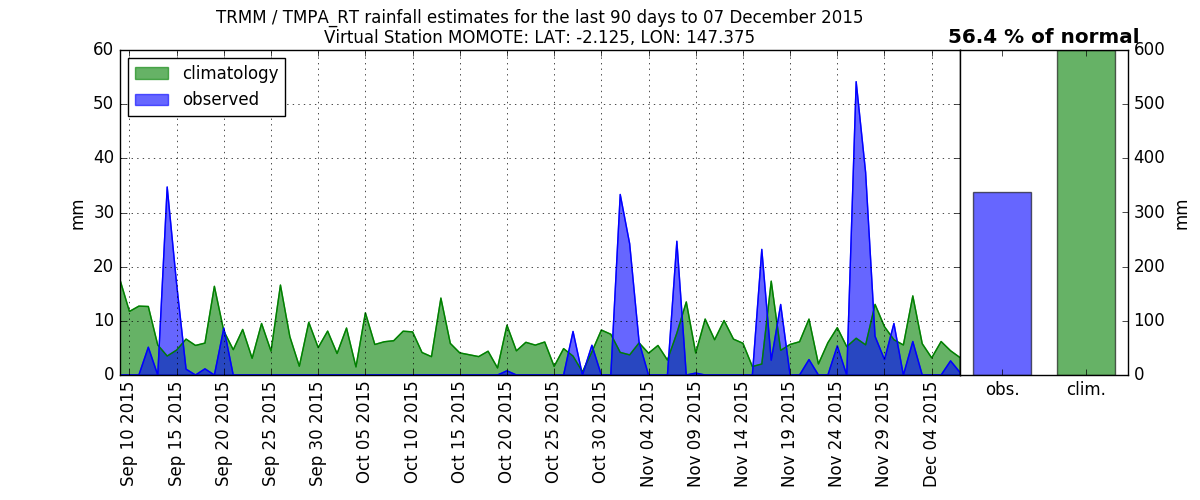 TRMM / TMPA_RT rainfall estimates for the last 90 days to 07 December 2015
Virtual Station MOMOTE: LAT: -2.125, LON: 147.375
56.4 % of normal
climatology
observed
60
50
40
30
20
10
0
mm
Sep 10 2015
Sep 15 2015
Sep 20 2015
Sep 25 2015
Sep 30 2015
Oct 05 2015
Oct 10 2015
Oct 15 2015
Oct 20 2015
Oct 25 2015
Oct 30 2015
Nov 04 2015
Nov 09 2015
Nov 14 2015
Nov 19 2015
Nov 24 2015
Nov 29 2015
Dec 04 2015
obs.
clim.
600
500
400
300
200
100
0
mm